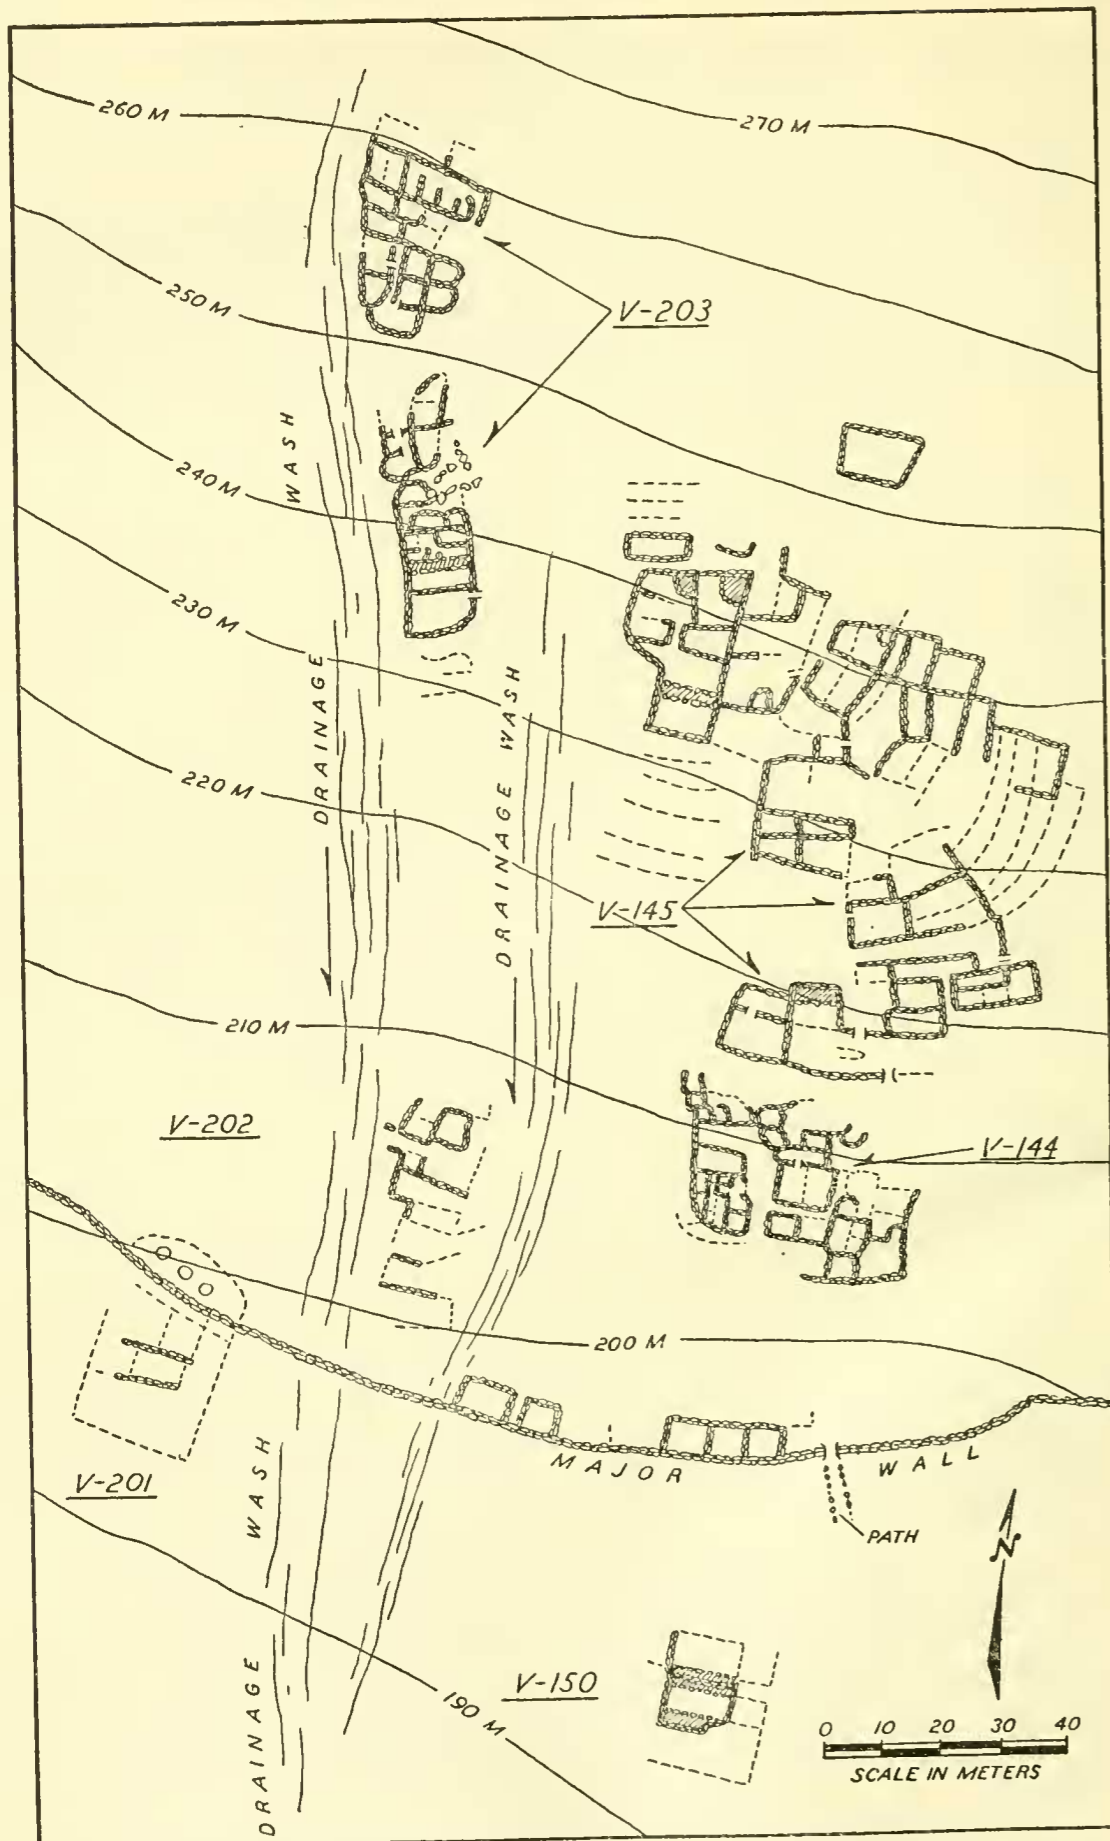 260 M
270 M
250 M
V-203
WASH
240 M
230 M
DRAINAGE
DRAINAGE WASH
220 M
V-145
210 M
V-202
V-144
200 M
MAJOR WALL
V-201
PATH
DRAINAGE WASH
N
V-150
190 M
0 10 20 30 40
SCALE IN METERS